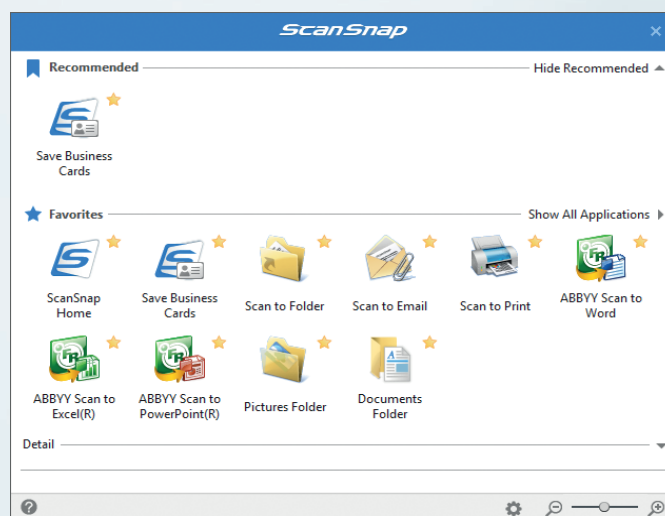 ScanSnap
Recommended
Hide Recommended
Save Business
Cards
Favorites
Show All Applications
ScanSnap
Home
Save Business
Cards
Scan to Folder
Scan to Email
Scan to Print
ABBYY Scan to
Word
ABBYY Scan to
Excel(R)
ABBYY Scan to
PowerPoint(R)
Pictures Folder
Documents
Folder
Detail